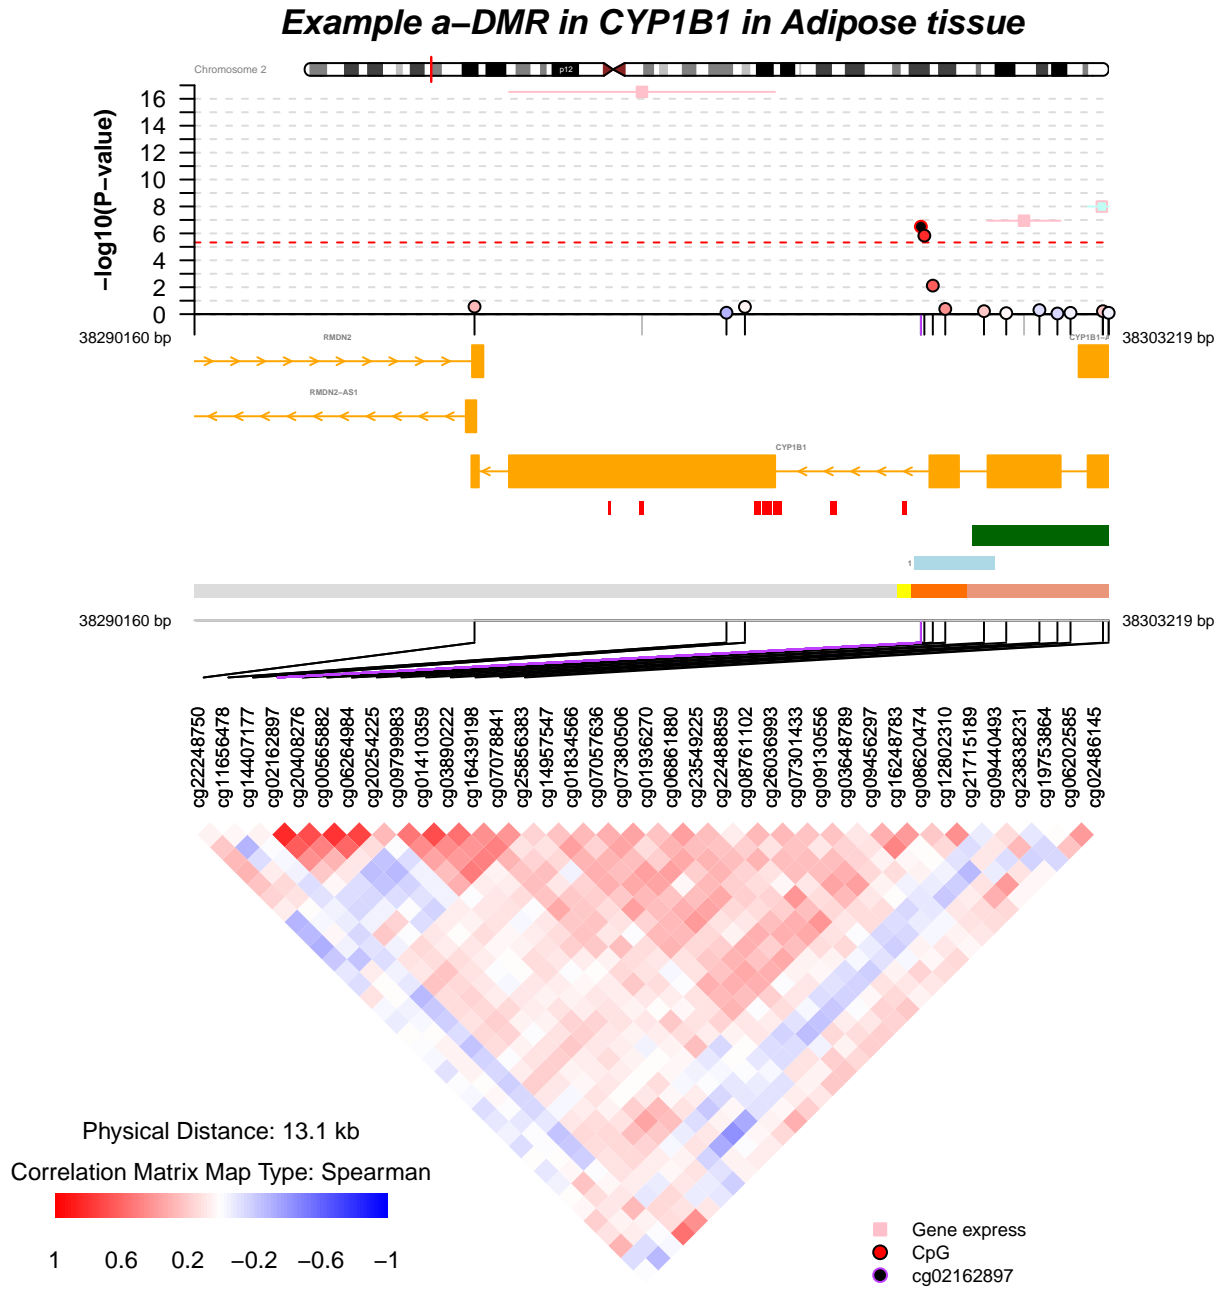 Example a–DMR in CYP1B1 in Adipose tissue
Chromosome 2
p12
−log10(P−value)
16
14
12
10
8
6
4
2
0
38290160 bp
38303219 bp
RMDN2
CYP1B1−A
RMDN2−AS1
CYP1B1
1
38290160 bp
38303219 bp
cg22248750
cg11656478
cg14407177
cg02162897
cg20408276
cg00565882
cg06264984
cg20254225
cg09799983
cg01410359
cg03890222
cg16439198
cg07078841
cg25856383
cg14957547
cg01834566
cg07057636
cg07380506
cg01936270
cg06861880
cg23549225
cg22488859
cg08761102
cg26036993
cg07301433
cg09130556
cg03648789
cg09456297
cg16248783
cg08620474
cg12802310
cg21715189
cg09440493
cg23838231
cg19753864
cg06202585
cg02486145
Physical Distance: 13.1 kb
Correlation Matrix Map Type: Spearman
1 0.6 0.2 −0.2 −0.6 −1
Gene express
CpG
cg02162897